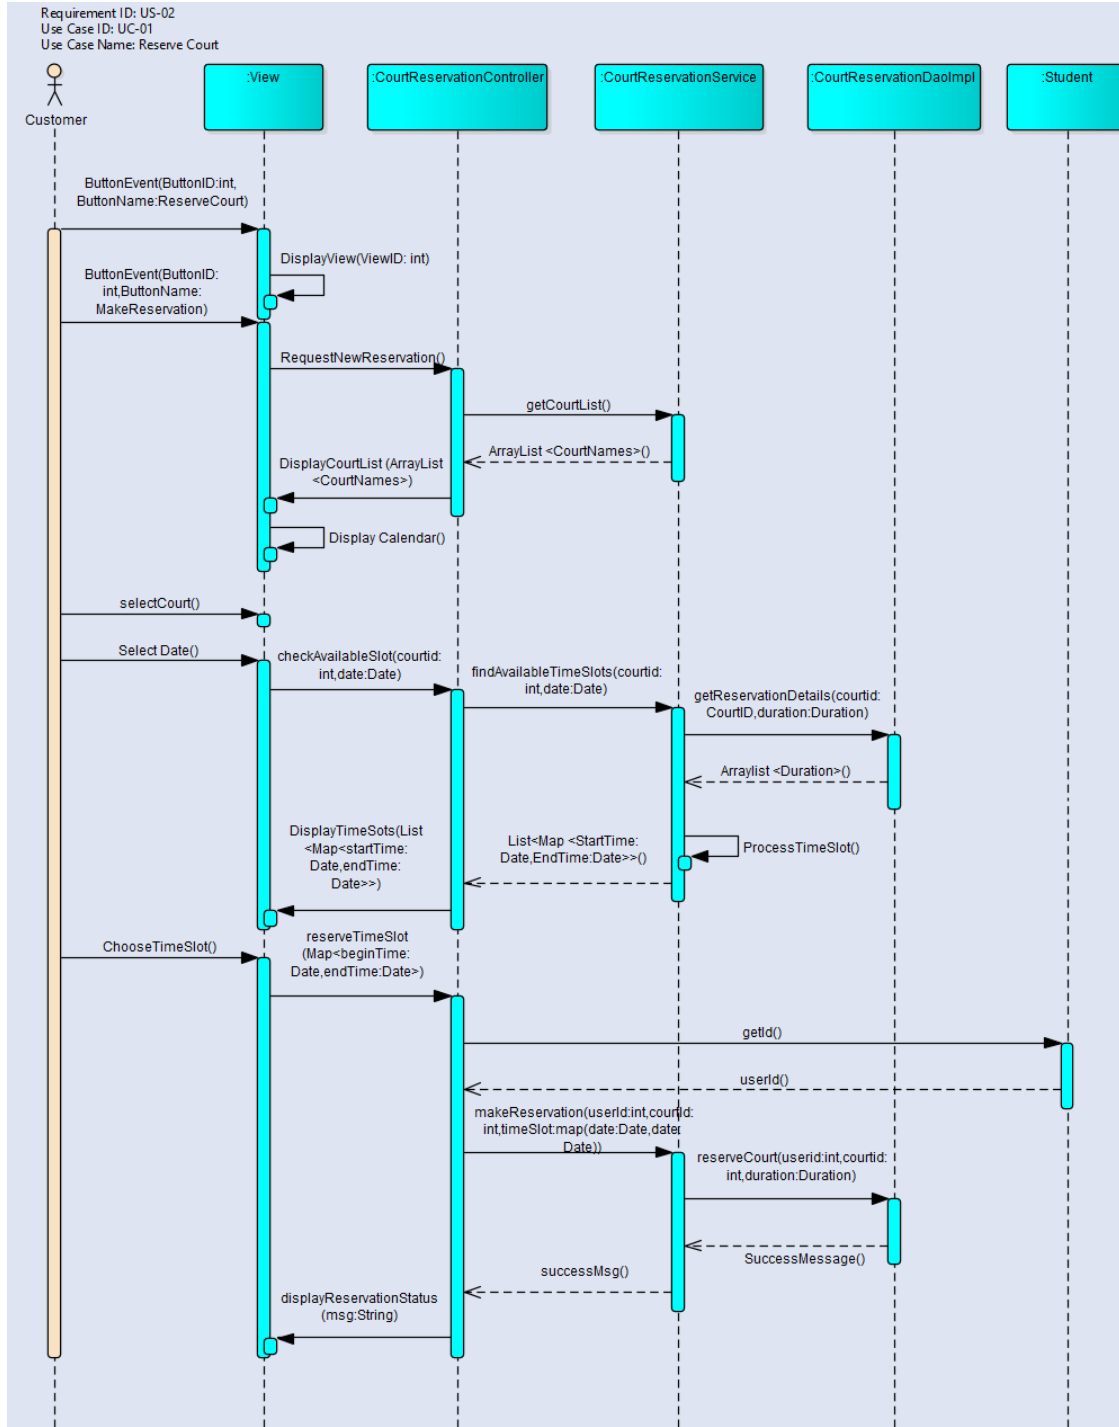 Requirement ID: US-02
Use Case ID: UC-01
Use Case Name: Reserve Court
Customer
:View
:CourtReservationController
:CourtReservationService
:CourtReservationDaoImpl
:Student
ButtonEvent(ButtonID:int,
ButtonName:ReserveCourt)
DisplayView(ViewID: int)
ButtonEvent(ButtonID:
int,ButtonName:
MakeReservation)
RequestNewReservation()
getCourtList()
ArrayList <CourtNames>()
DisplayCourtList (ArrayList
<CourtNames>)
Display Calendar()
selectCourt()
Select Date()
checkAvailableSlot(courtid:
int,date:Date)
findAvailableTimeSlots(courtid:
int,date:Date)
getReservationDetails(courtid:
CourtID,duration:Duration)
Arraylist <Duration>()
ProcessTimeSlot()
List<Map <StartTime:
Date,EndTime:Date>>()
DisplayTimeSots(List
<Map<startTime:
Date,endTime:
Date>>)
ChooseTimeSlot()
reserveTimeSlot
(Map<beginTime:
Date,endTime:Date>)
getId()
userId()
makeReservation(userId:int,courtId:
int,timeSlot:map(date:Date,date:
Date))
reserveCourt(userid:int,courtid:
int,duration:Duration)
SuccessMessage()
successMsg()
displayReservationStatus
(msg:String)